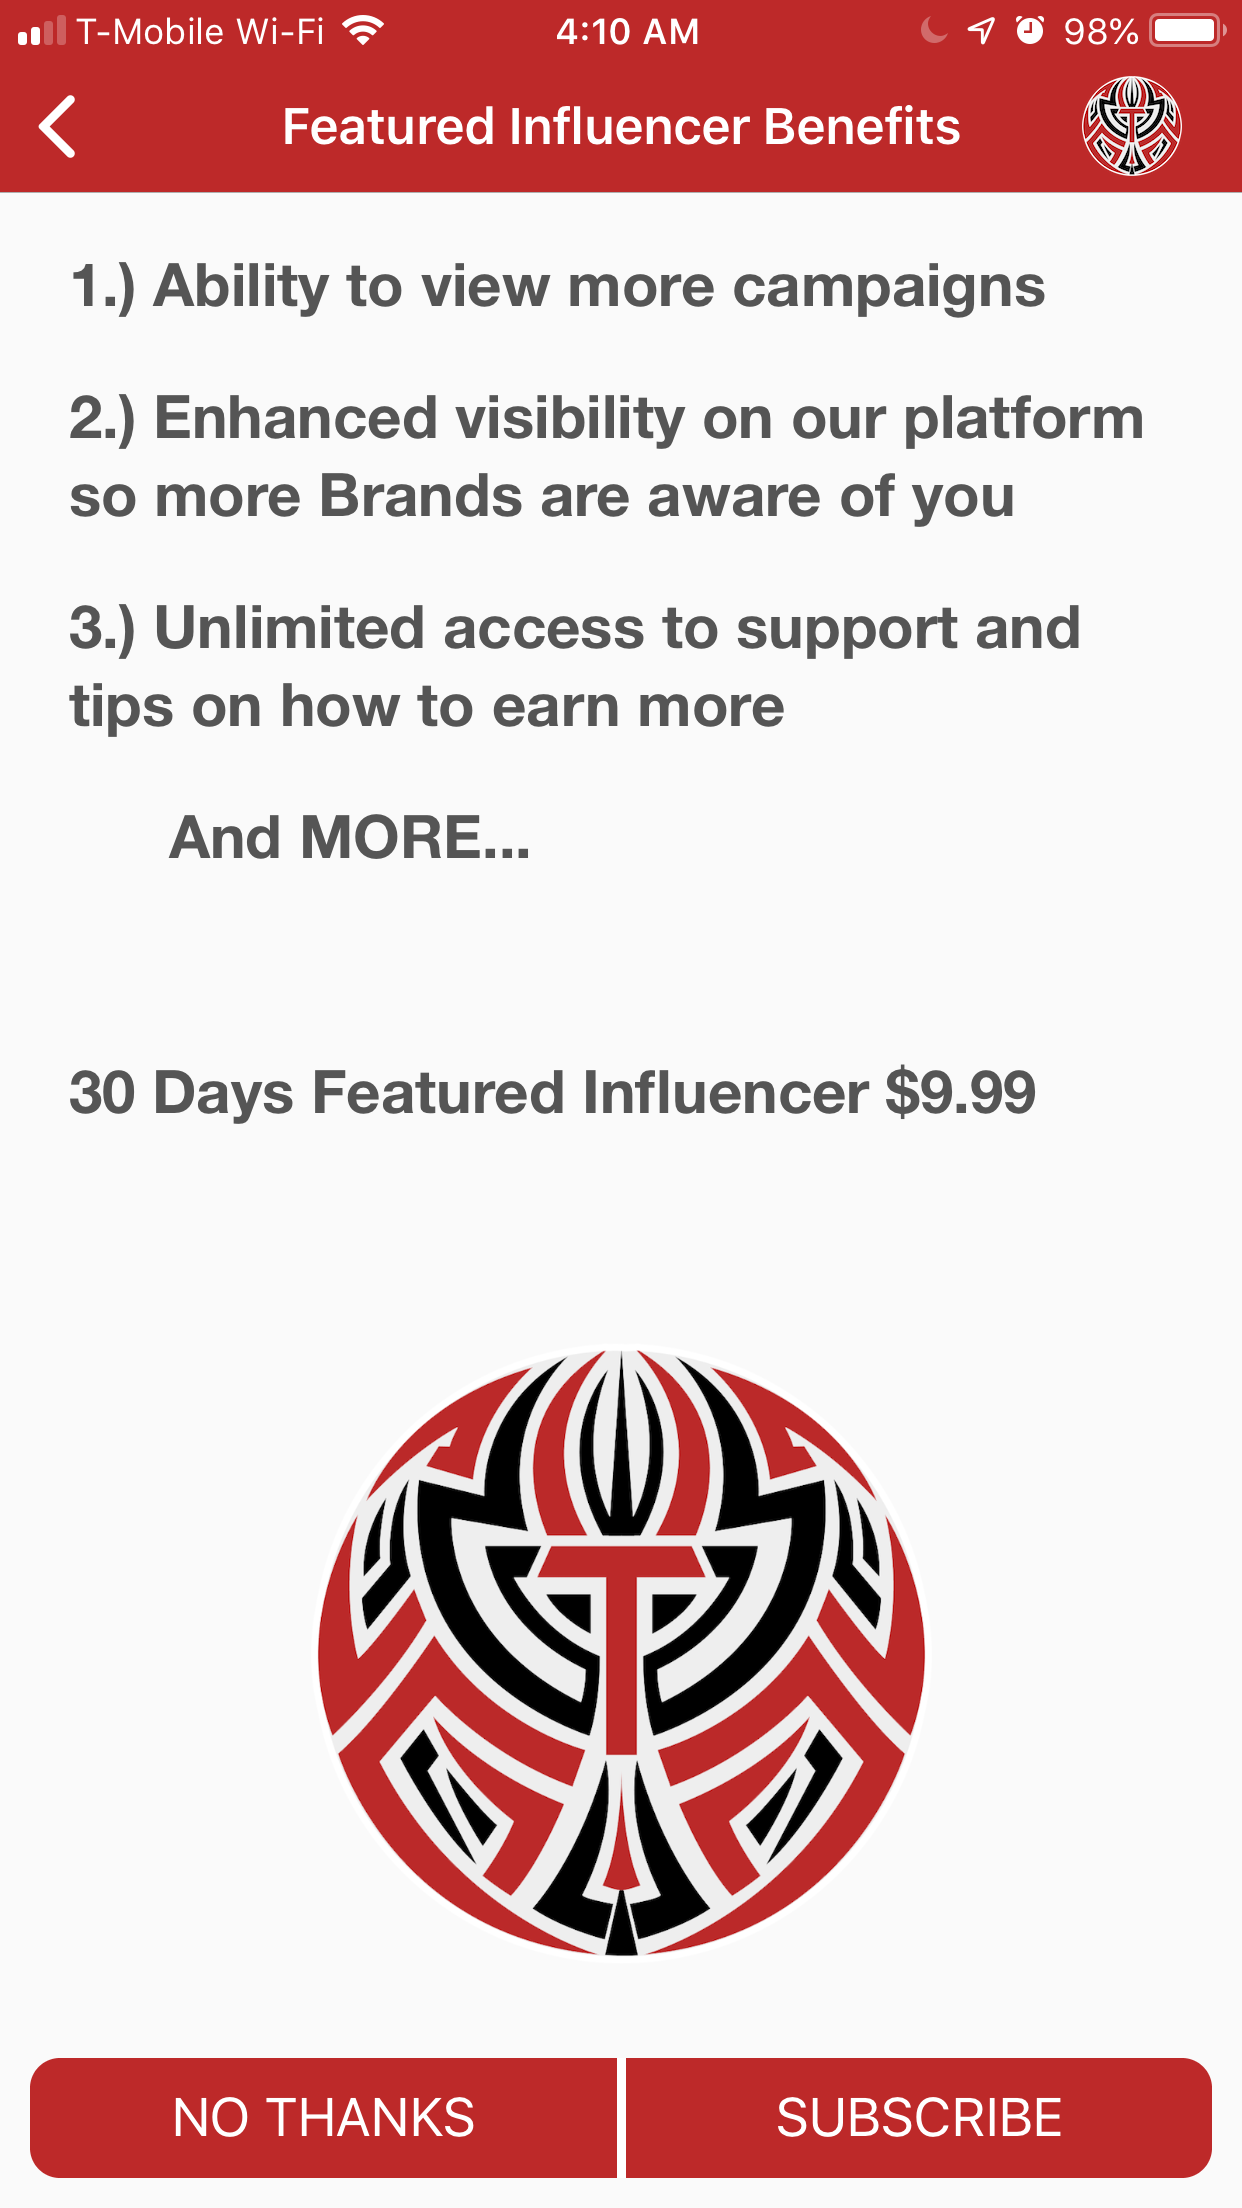 T-Mobile Wi-Fi 4:10 AM 98%
Featured Influencer Benefits
1.) Ability to view more campaigns
2.) Enhanced visibility on our platform
so more Brands are aware of you
3.) Unlimited access to support and
tips on how to earn more
And MORE...
30 Days Featured Influencer $9.99
T
NO THANKS
SUBSCRIBE